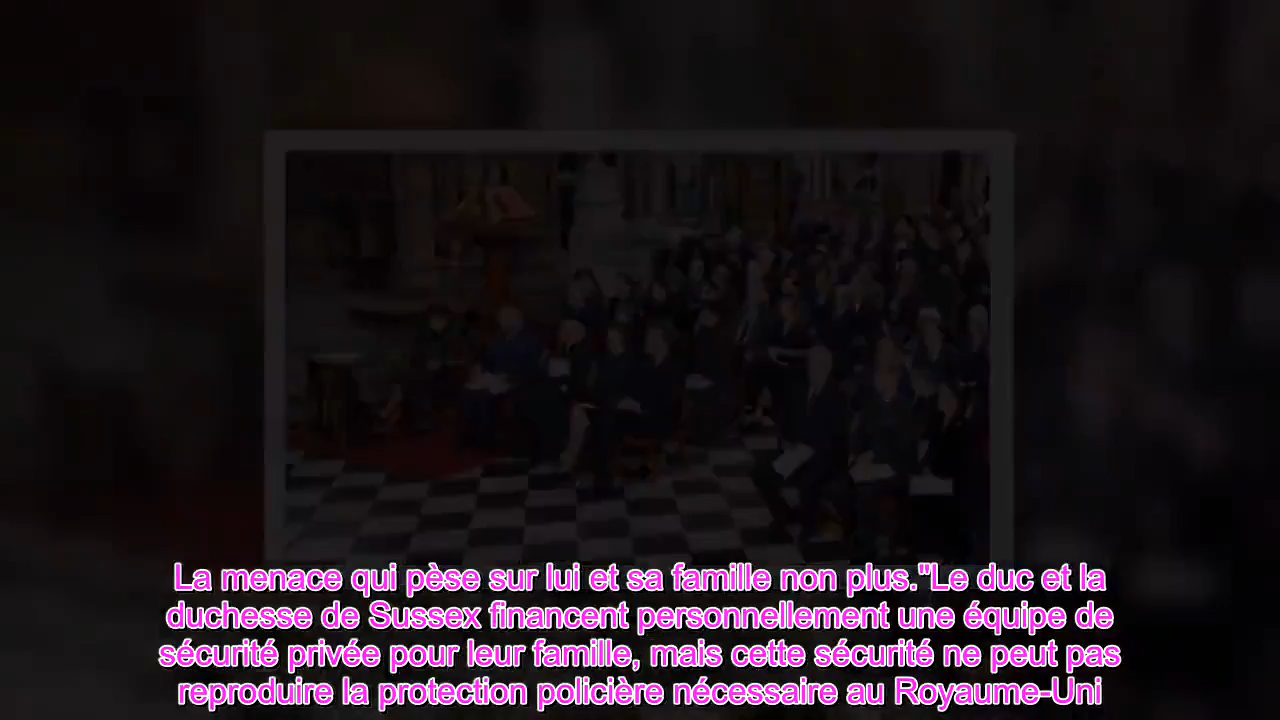 La menace qui pèse sur lui et sa famille non plus."Le duc et la
duchesse de Sussex financent personnellement une équipe de
sécurité privée pour leur famille, mais cette sécurité ne peut pas
reproduire la protection policière nécessaire au Royaume-Uni